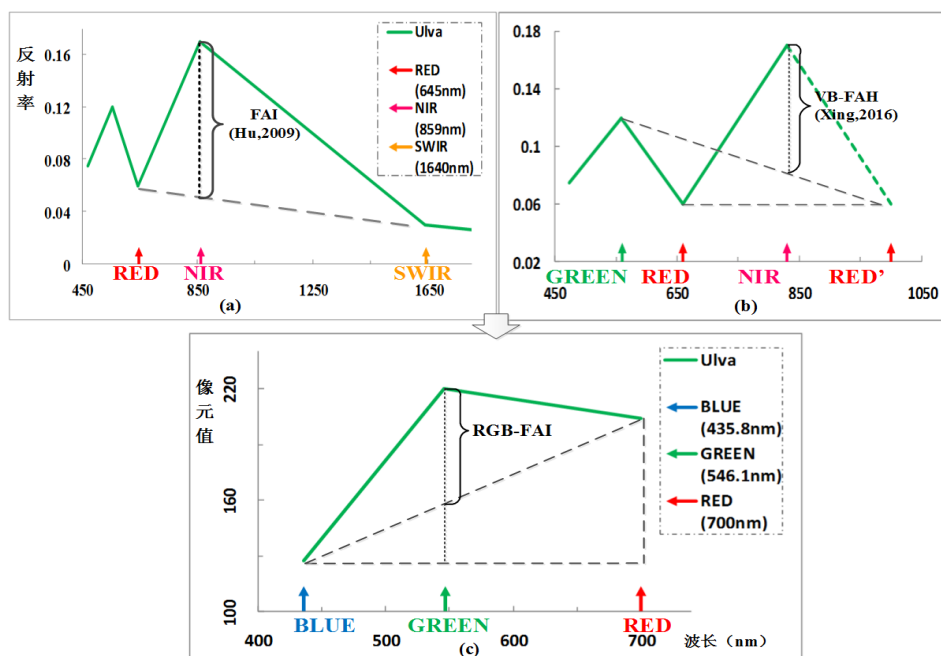 反射率
0.16
0.12
0.08
0.04
0
450
850
1250
1650
FAI
(Hu,2009)
Ulva
RED
(645nm)
NIR
(859nm)
SWIR
(1640nm)
RED
NIR
SWIR
(a)
0.18
0.14
0.1
0.06
0.02
450
650
850
1050
VB-FAH
(Xing,2016)
GREEN
RED
NIR
RED'
(b)
像元值
220
160
100
400
500
600
700
波长（nm）
RGB-FAI
Ulva
BLUE
(435.8nm)
GREEN
(546.1nm)
RED
(700nm)
BLUE
GREEN
RED
(c)